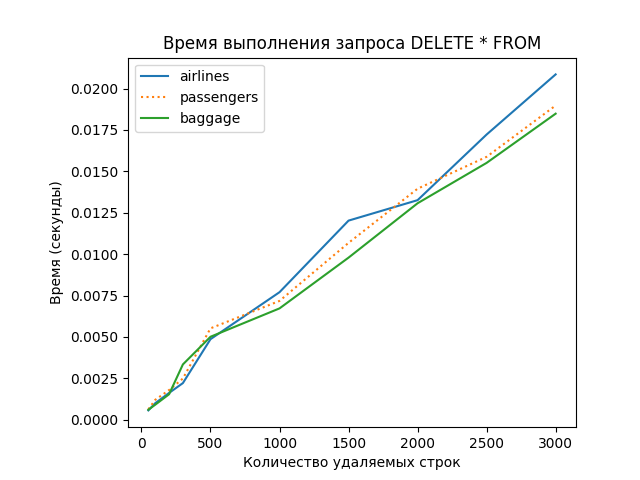 Время выполнения запроса DELETE * FROM
airlines
passengers
baggage
0.0200
0.0175
0.0150
0.0125
0.0100
0.0075
0.0050
0.0025
0.0000
Время (секунды)
0 500 1000 1500 2000 2500 3000
Количество удаляемых строк